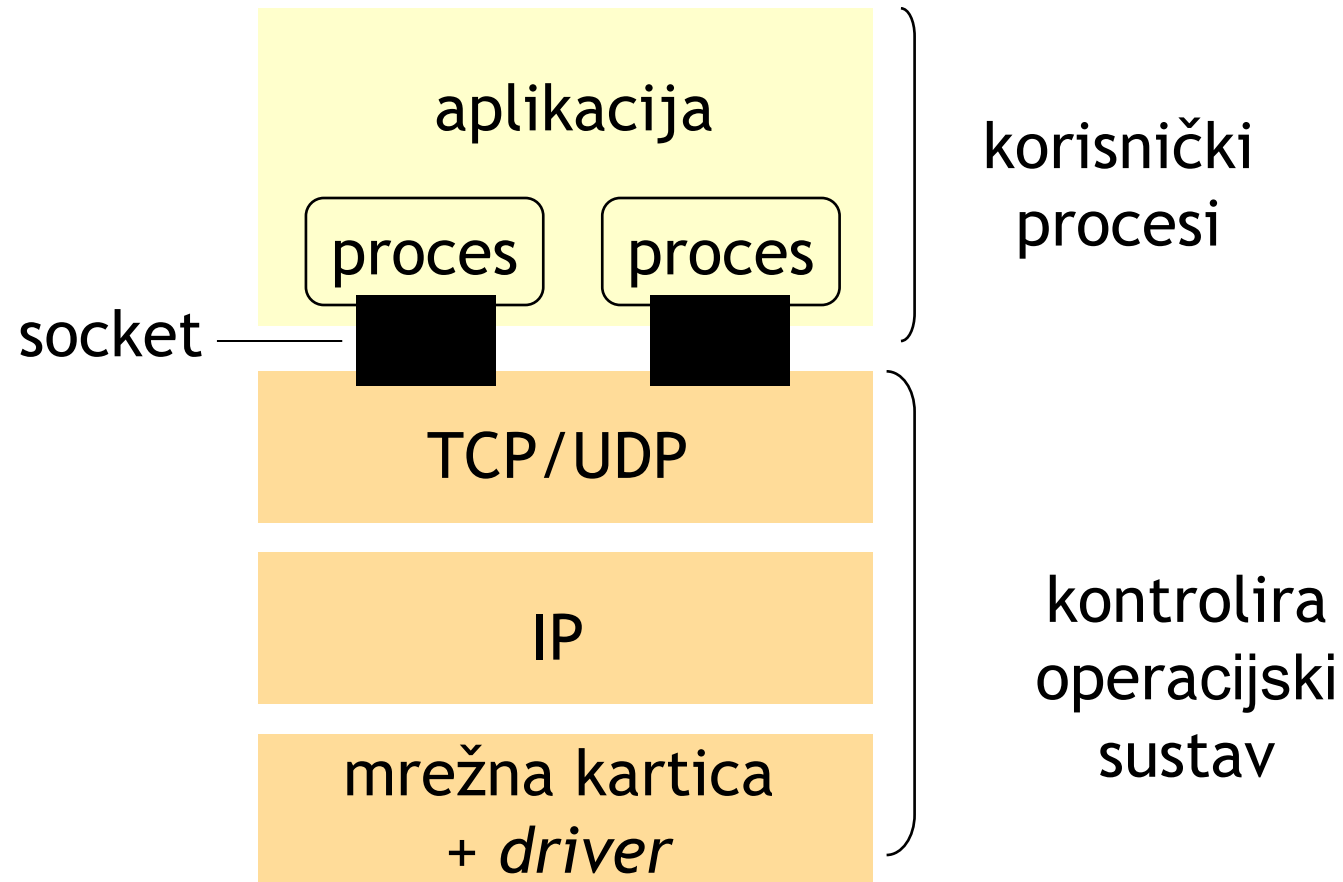 aplikacija
korisnički
procesi
proces
proces
socket
TCP/UDP
IP
kontrolira
operacijski
sustav
mrežna kartica
+ driver